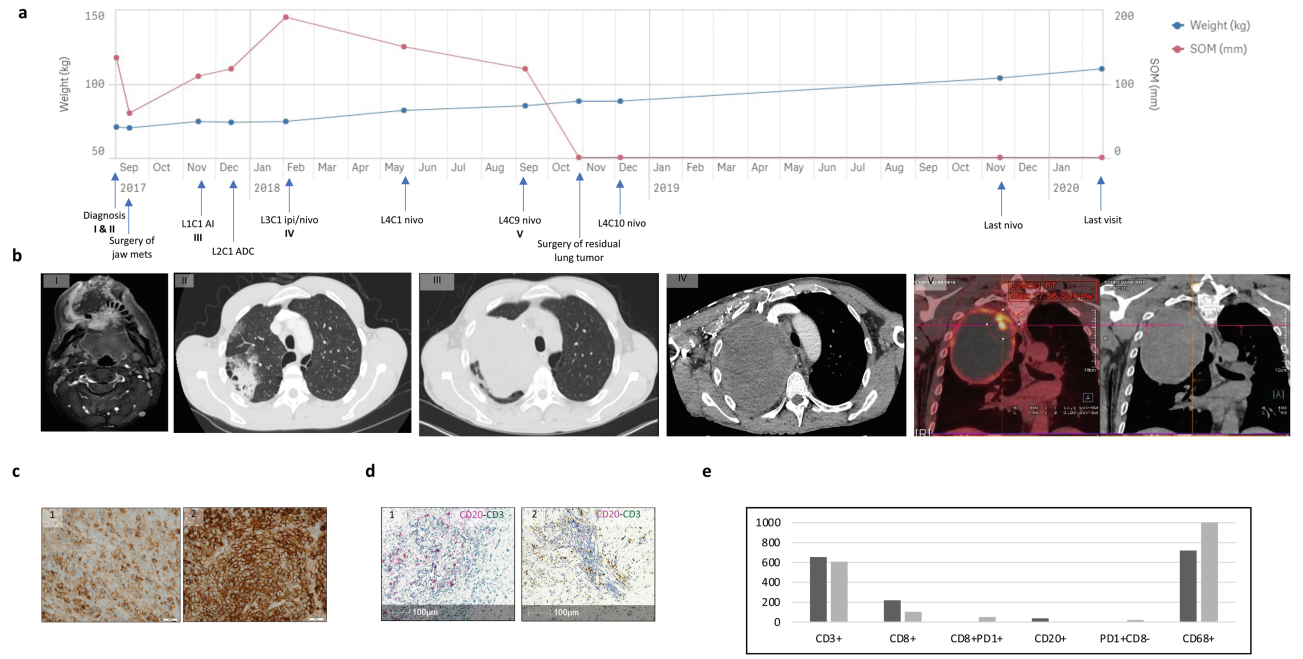 a
150
100
50
Weight (kg)
200
100
0
SOM (mm)
Weight (kg)
SOM (mm)
Sep Oct Nov Dec Jan Feb Mar Apr May Jun Jul Aug Sep Oct Nov Dec Jan Feb Mar Apr May Jun Jul Aug Sep Oct Nov Dec Jan
2017 2018 2019 2020
Diagnosis
I & II
Surgery of
jaw mets
L1C1 AI
III
L2C1 ADC
L3C1 ipi/nivo
IV
L4C1 nivo
L4C9 nivo
V
Surgery of residual
lung tumor
L4C10 nivo
Last nivo
Last visit
b
I
II
III
IV
V
[A]
[A]
[R]
c
1
2
d
1
CD20-CD3
100µm
2
CD20-CD3
100µm
e
1000
800
600
400
200
0
CD3+ CD8+ CD8+PD1+ CD20+ PD1+CD8- CD68+